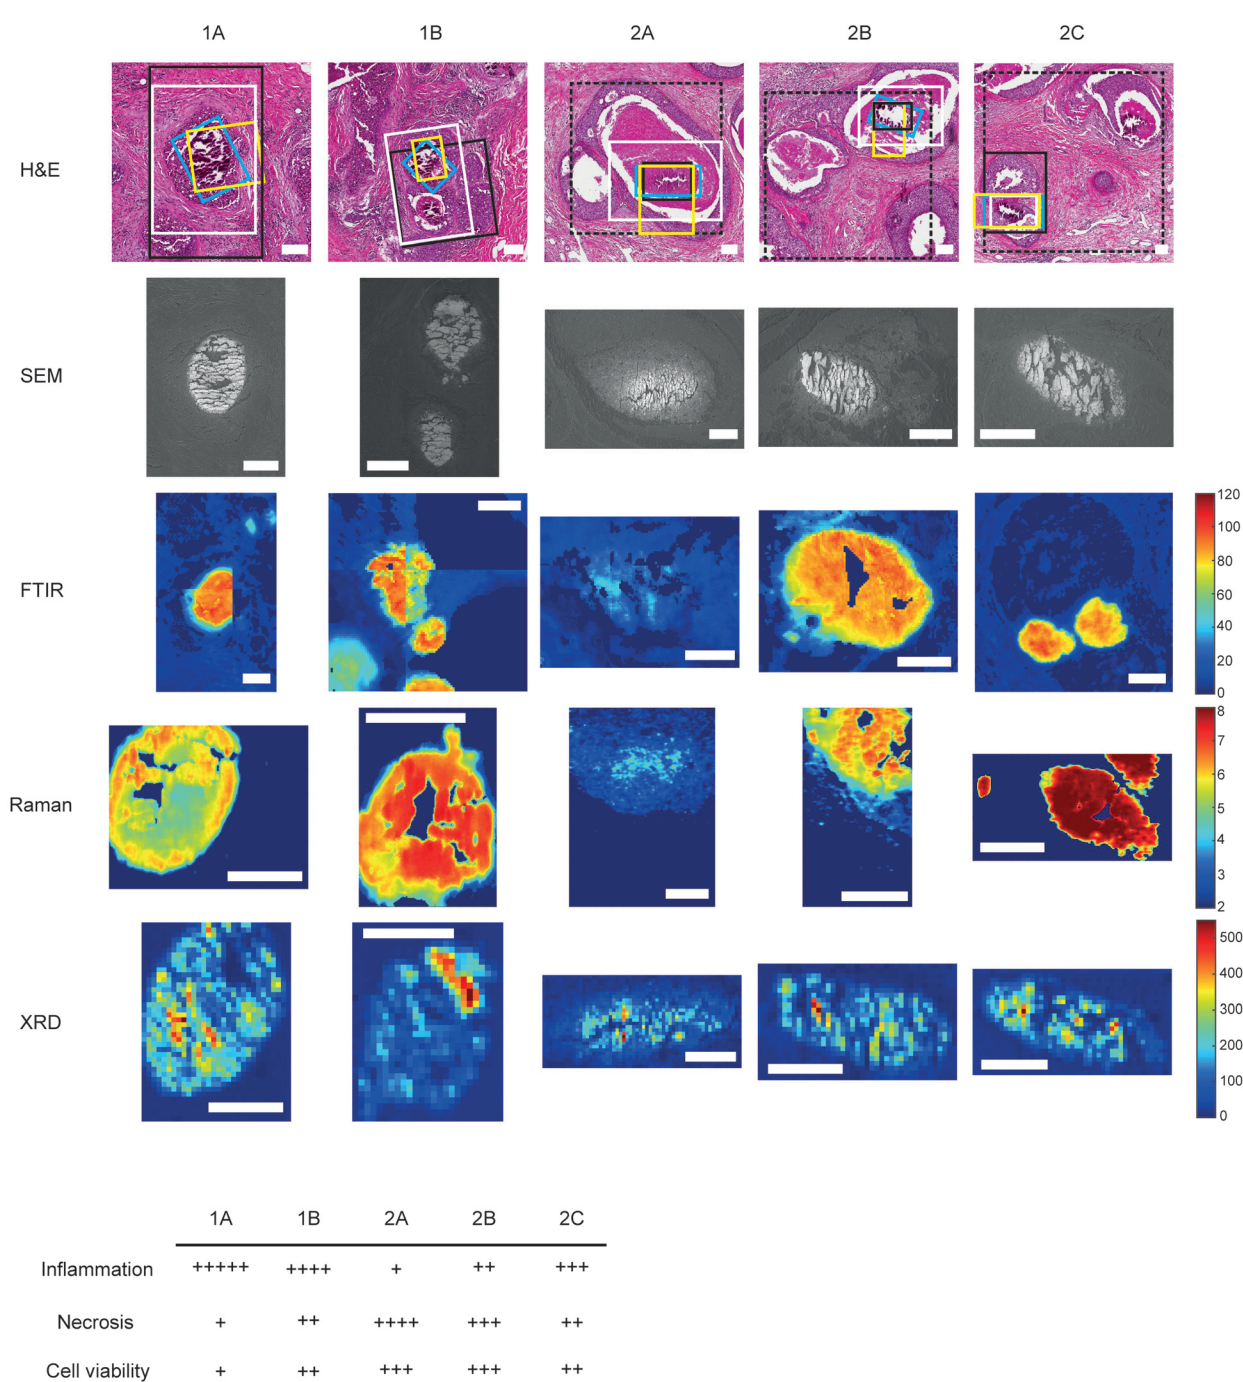 1A 1B 2A 2B 2C
H&E
SEM
FTIR
120
100
80
60
40
20
0
Raman
8
7
6
5
4
3
2
XRD
500
400
300
200
100
0
1A 1B 2A 2B 2C
Inflammation +++++ ++++ + ++ +++
Necrosis + ++ ++++ +++ ++
Cell viability + ++ +++ +++ ++